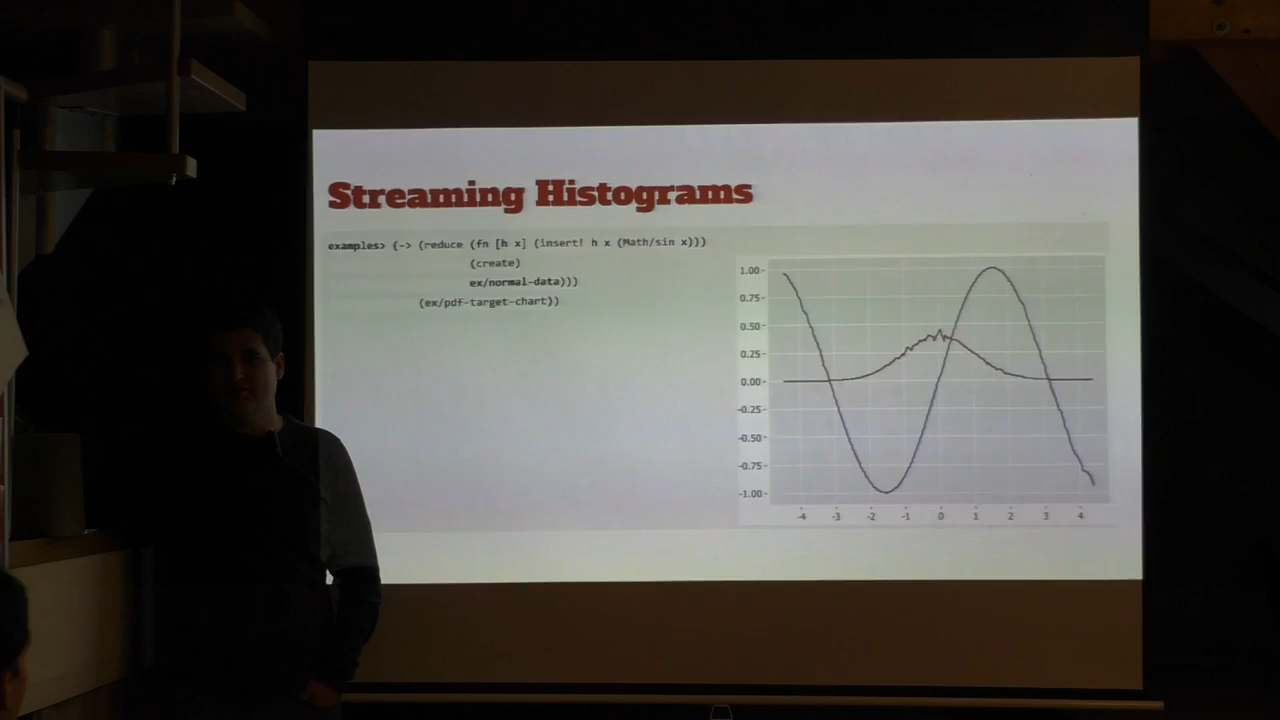 Streaming Histograms
examples> (-> (reduce (fn [h x] (insert! h x (Math/sin x)))
(create)
ex/normal-data)))
(ex/pdf-target-chart))
1.00
0.75
0.50
0.25
0.00
-0.25
-0.50
-0.75
-1.00
-4 -3 -2 -1 0 1 2 3 4